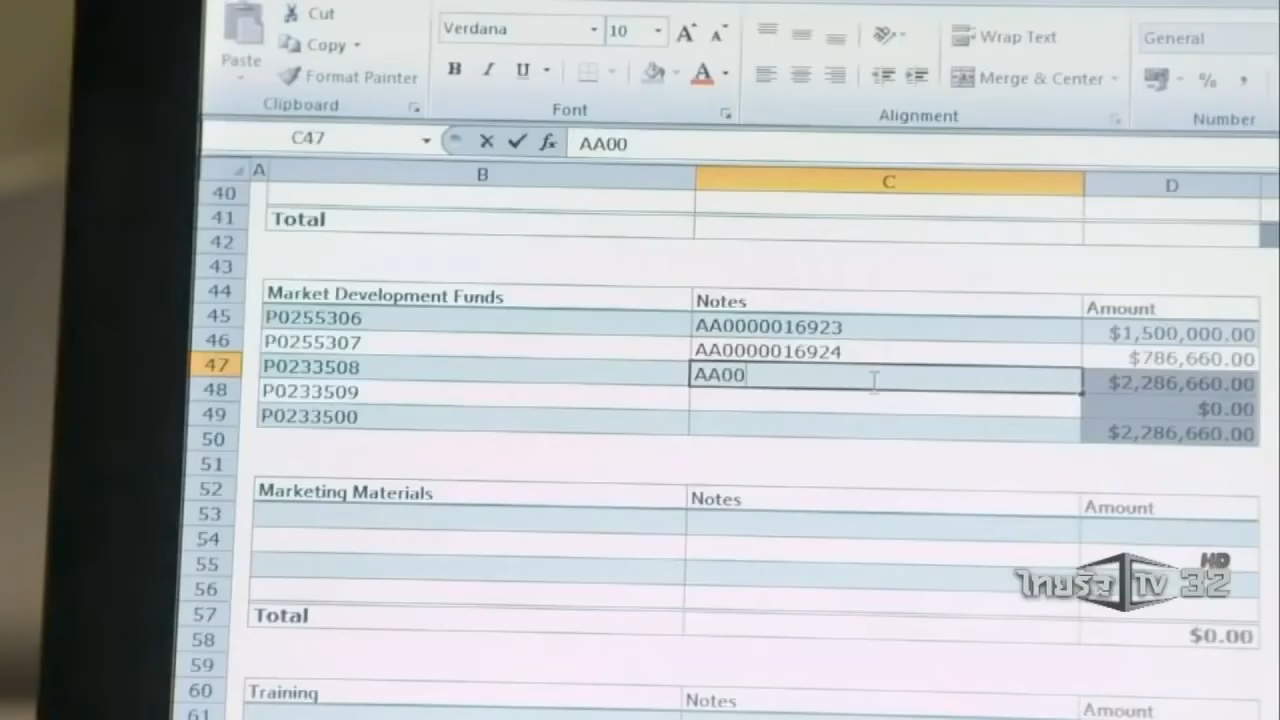 Cut
Copy
Paste
Format Painter
Clipboard
Verdana 10 A A
B I U A
Font
Wrap Text
Merge & Center
Alignment
General
% ,
Number
C47 fx AA00
A B C D
40
41 Total
42
43
44 Market Development Funds Notes Amount
45 P0255306 AA0000016923 $1,500,000.00
46 P0255307 AA0000016924 $786,660.00
47 P0233508 AA00 $2,286,660.00
48 P0233509 $0.00
49 P0233500 $2,286,660.00
50
51
52 Marketing Materials Notes Amount
53
54
55
56
57 Total $0.00
58
59
60 Training Notes Amount
61
ไทยรัฐ TV 32 HD